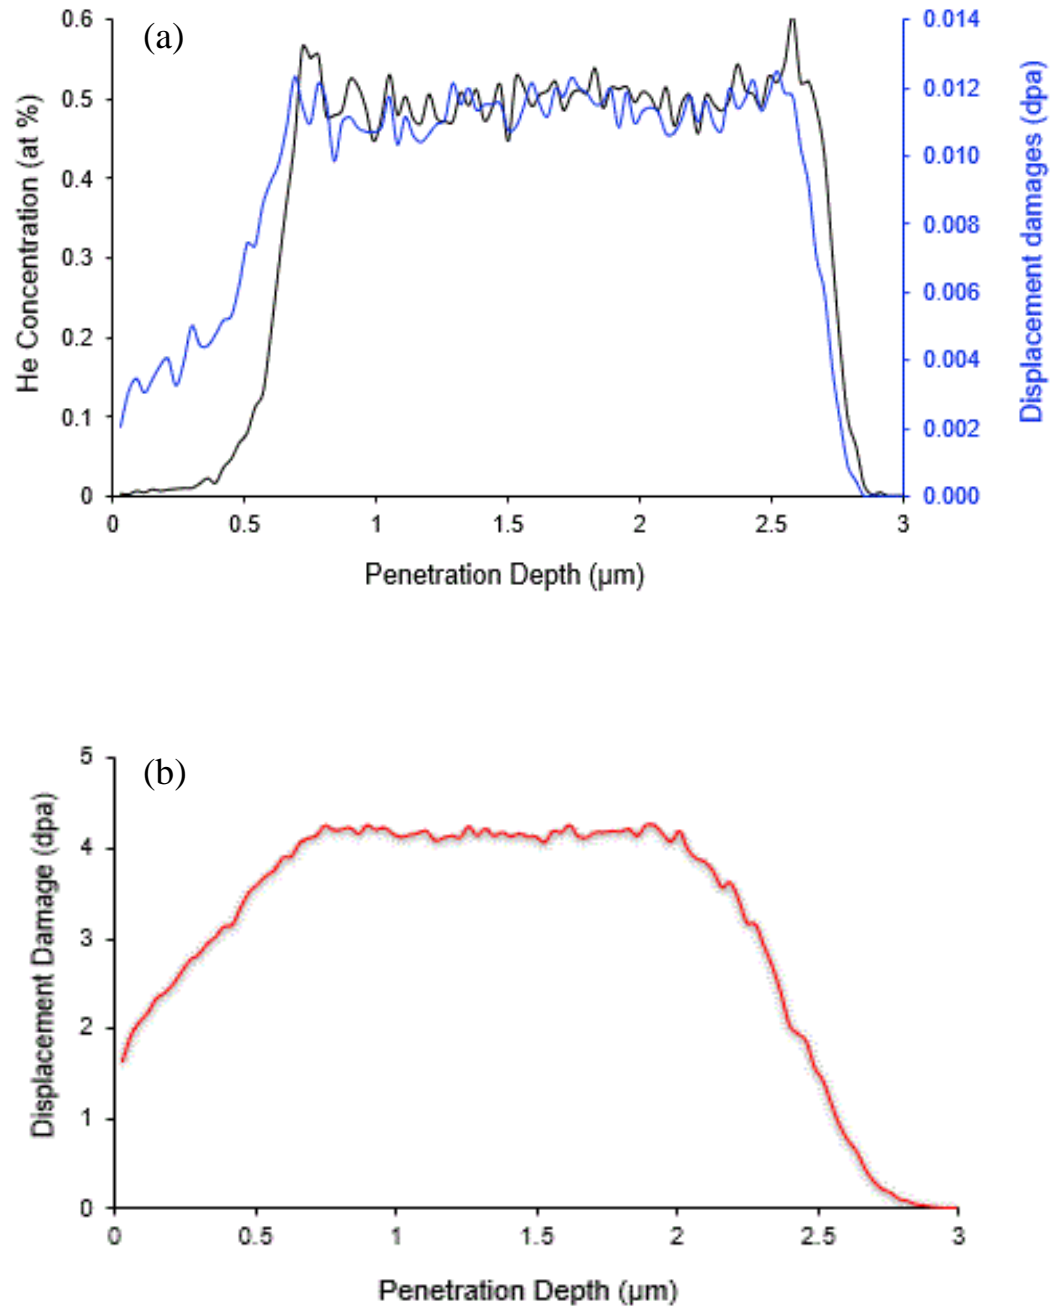 (a)
He Concentration (at %)
0.6
0.5
0.4
0.3
0.2
0.1
0
0.014
0.012
0.010
0.008
0.006
0.004
0.002
0.000
Displacement damages (dpa)
0 0.5 1 1.5 2 2.5 3
Penetration Depth (μm)
(b)
Displacement Damage (dpa)
5
4
3
2
1
0
0 0.5 1 1.5 2 2.5 3
Penetration Depth (μm)